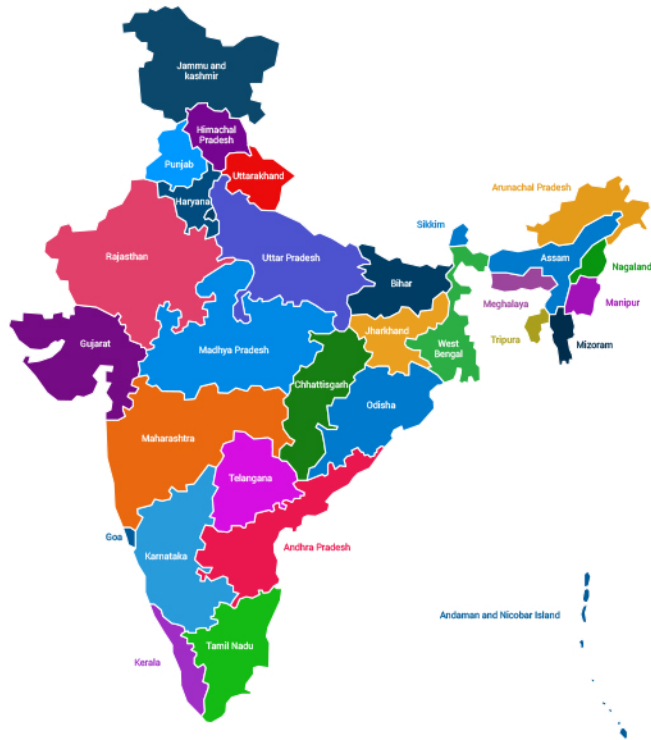 Jammu and
kashmir
Himachal
Pradesh
Punjab
Uttarakhand
Haryana
Arunachal Pradesh
Sikkim
Rajasthan
Uttar Pradesh
Assam
Nagaland
Bihar
Meghalaya
Manipur
Jharkhand
Tripura
Mizoram
Gujarat
Madhya Pradesh
West
Bengal
Chhattisgarh
Odisha
Maharashtra
Telangana
Goa
Karnataka
Andhra Pradesh
Andaman and Nicobar Island
Tamil Nadu
Kerala